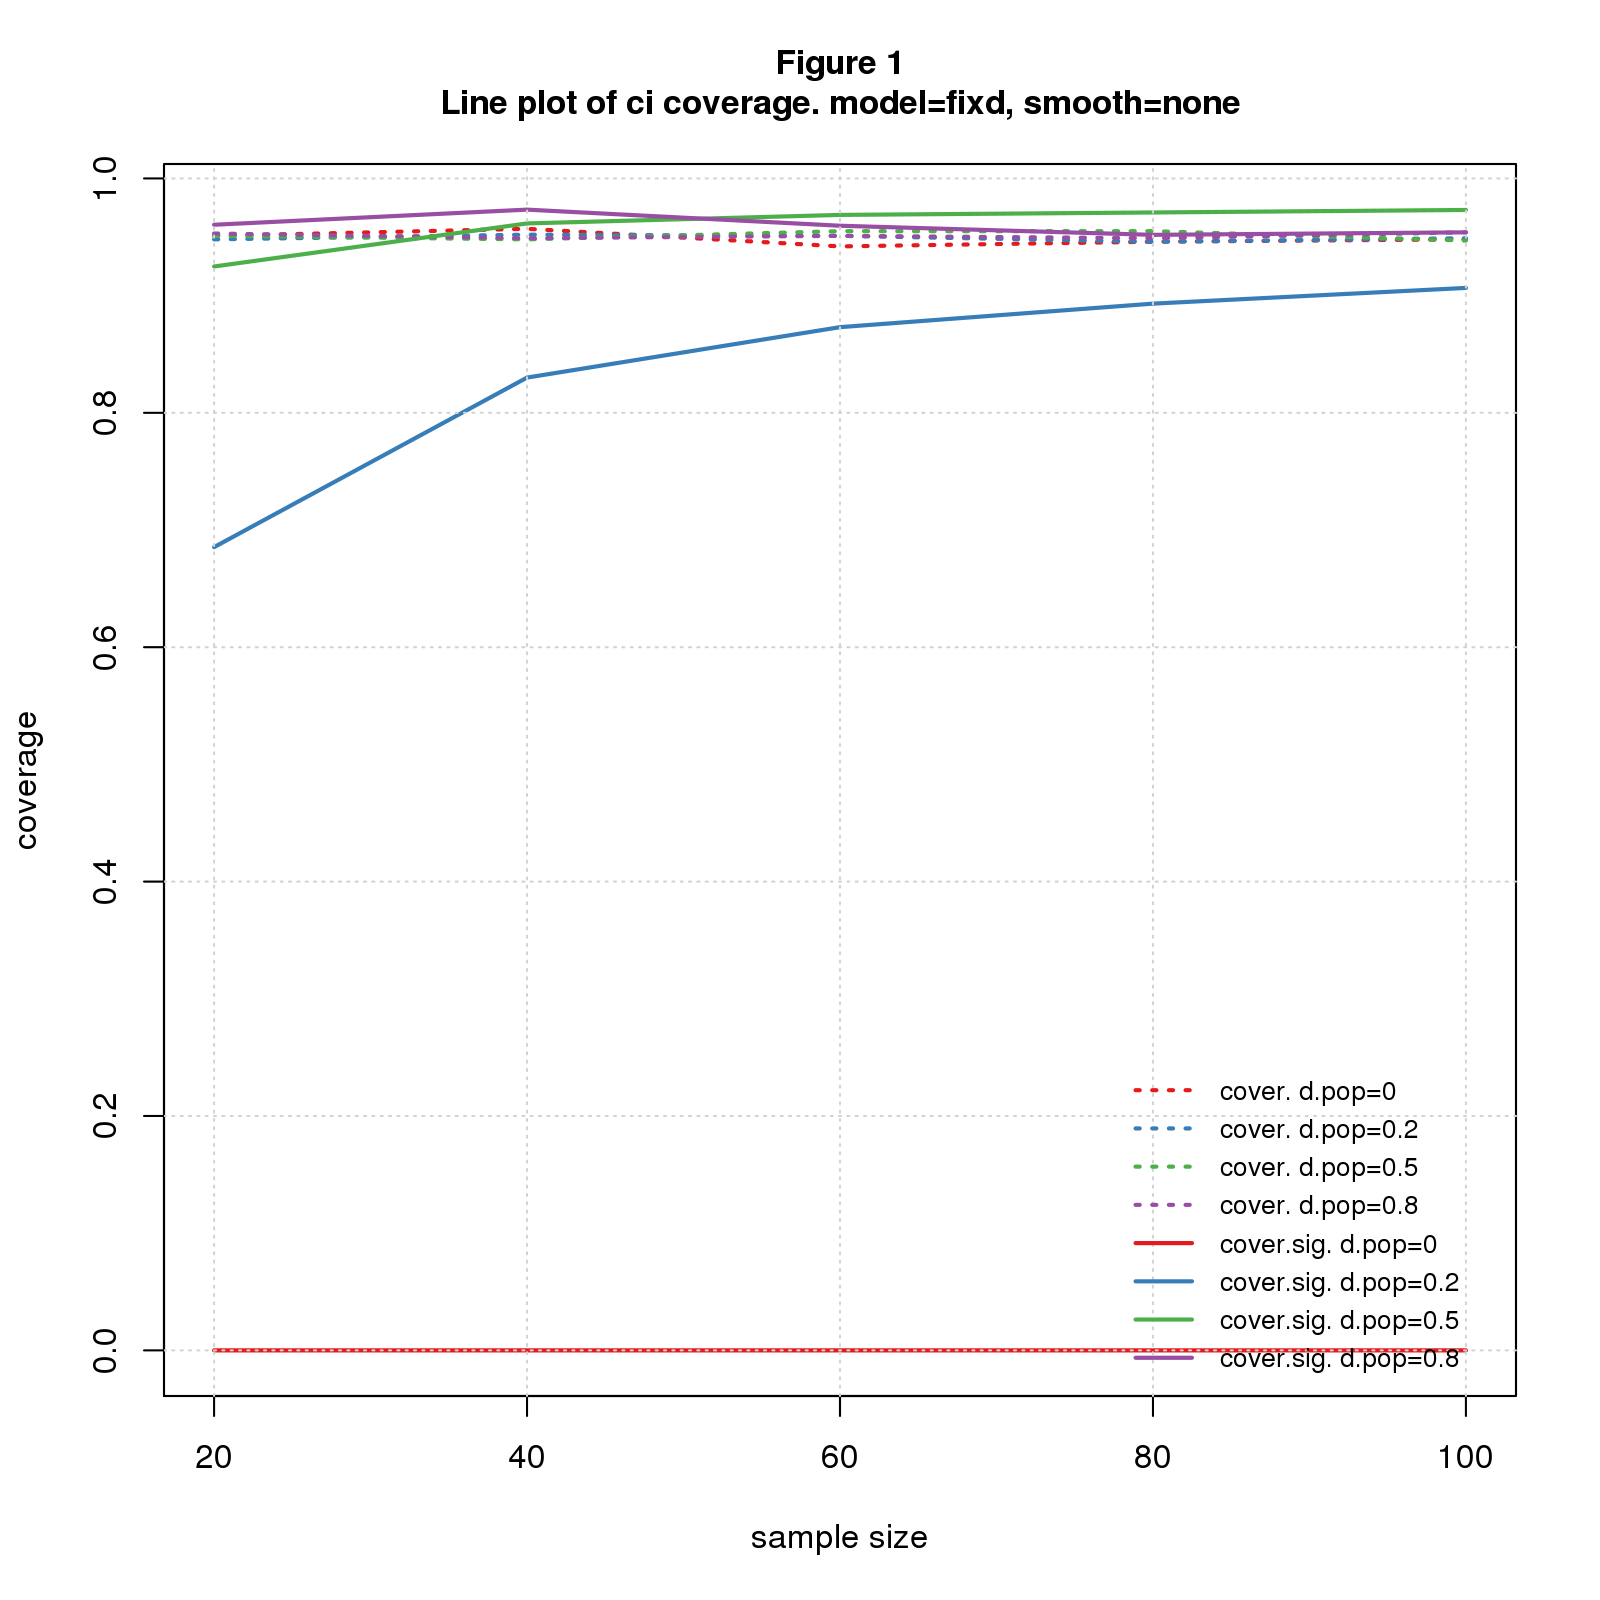 Figure 1
Line plot of ci coverage. model=fixd, smooth=none
1.0
0.8
0.6
0.4
0.2
0.0
coverage
cover. d.pop=0
cover. d.pop=0.2
cover. d.pop=0.5
cover. d.pop=0.8
cover.sig. d.pop=0
cover.sig. d.pop=0.2
cover.sig. d.pop=0.5
cover.sig. d.pop=0.8
20 40 60 80 100
sample size